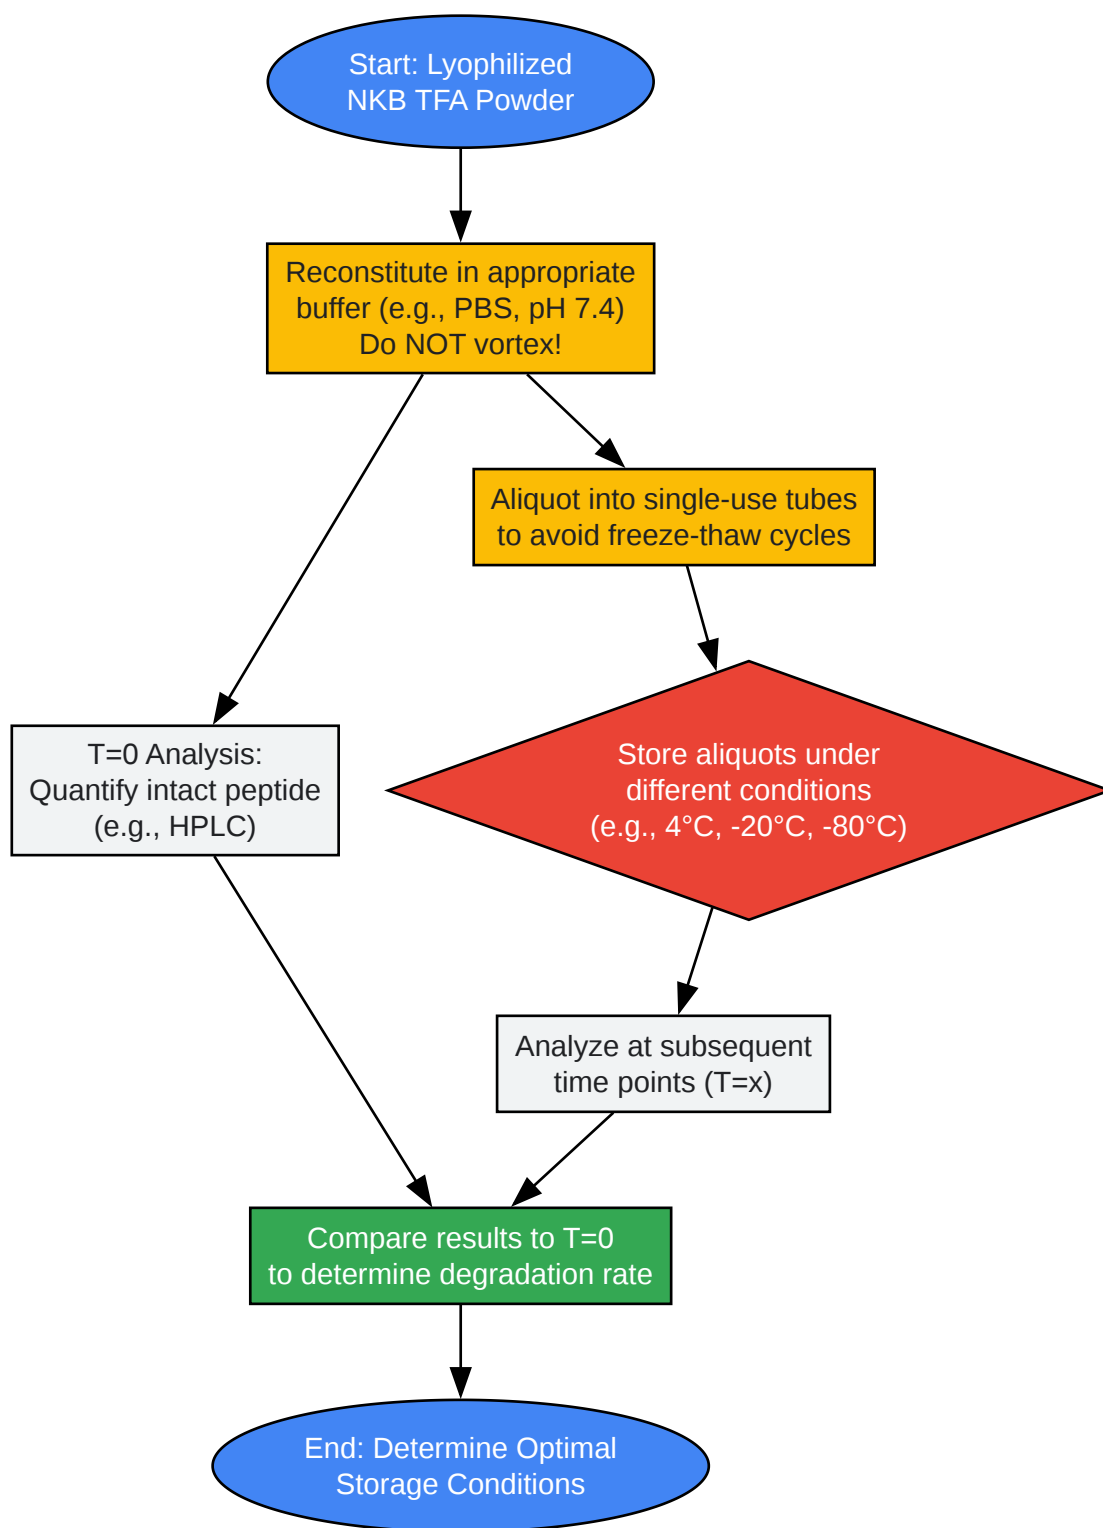 Start: Lyophilized
NKB TFA Powder
Reconstitute in appropriate
buffer (e.g., PBS, pH 7.4)
Do NOT vortex!
Aliquot into single-use tubes
to avoid freeze-thaw cycles
T=0 Analysis:
Quantify intact peptide
(e.g., HPLC)
Store aliquots under
different conditions
(e.g., 4°C, -20°C, -80°C)
Analyze at subsequent
time points (T=x)
Compare results to T=0
to determine degradation rate
End: Determine Optimal
Storage Conditions